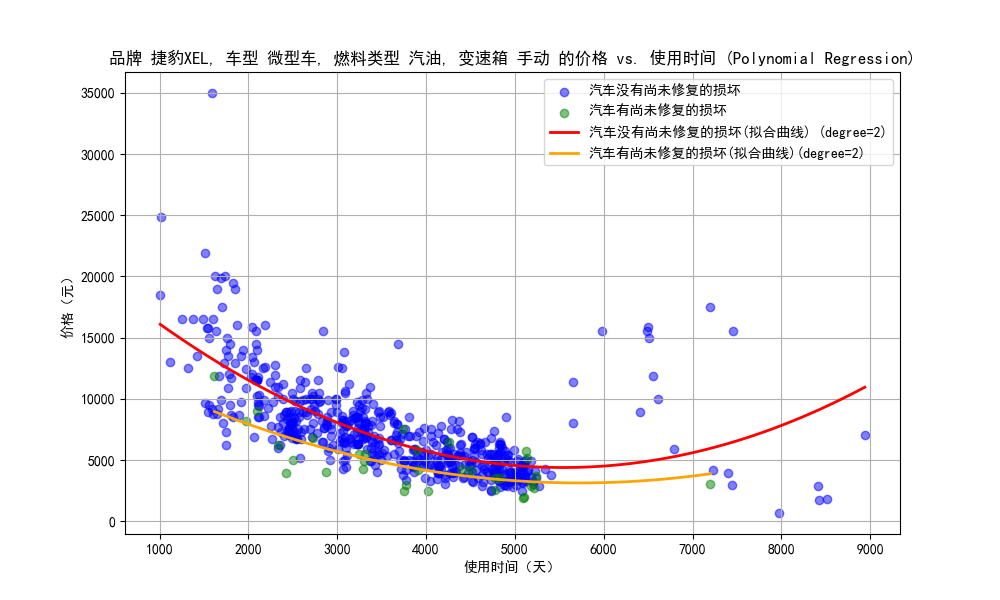 品牌 捷豹XEL, 车型 微型车, 燃料类型 汽油, 变速箱 手动 的价格 vs. 使用时间 (Polynomial Regression)
汽车没有尚未修复的损坏
汽车有尚未修复的损坏
汽车没有尚未修复的损坏(拟合曲线) (degree=2)
汽车有尚未修复的损坏(拟合曲线)(degree=2)
价格（元）
35000
30000
25000
20000
15000
10000
5000
0
1000 2000 3000 4000 5000 6000 7000 8000 9000
使用时间（天）